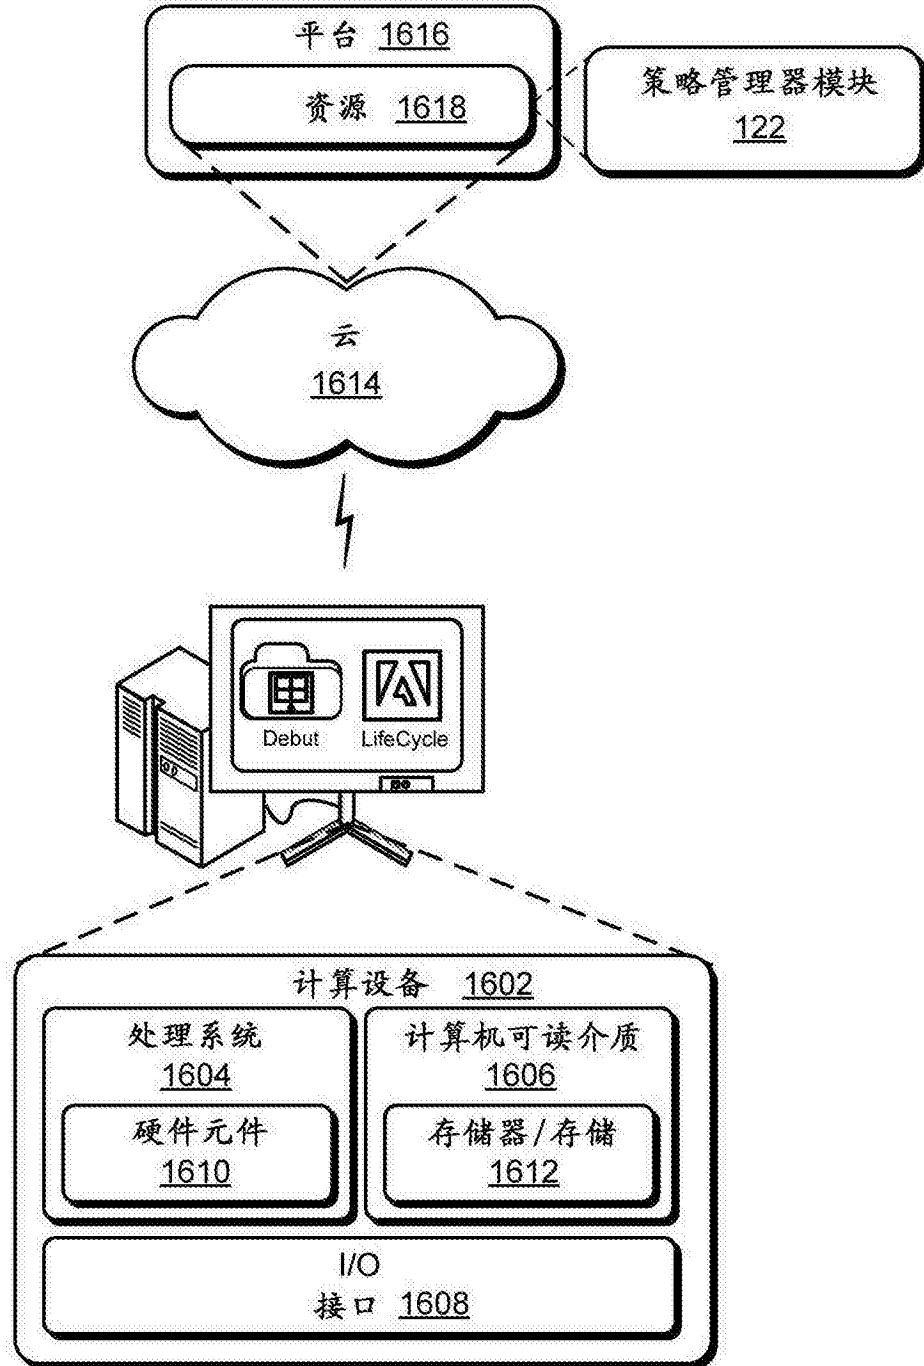 平台 1616
资源 1618
策略管理器模块
122
云
1614
Debut
LifeCycle
计算设备 1602
处理系统
1604
硬件元件
1610
计算机可读介质
1606
存储器/存储
1612
I/O
接口 1608